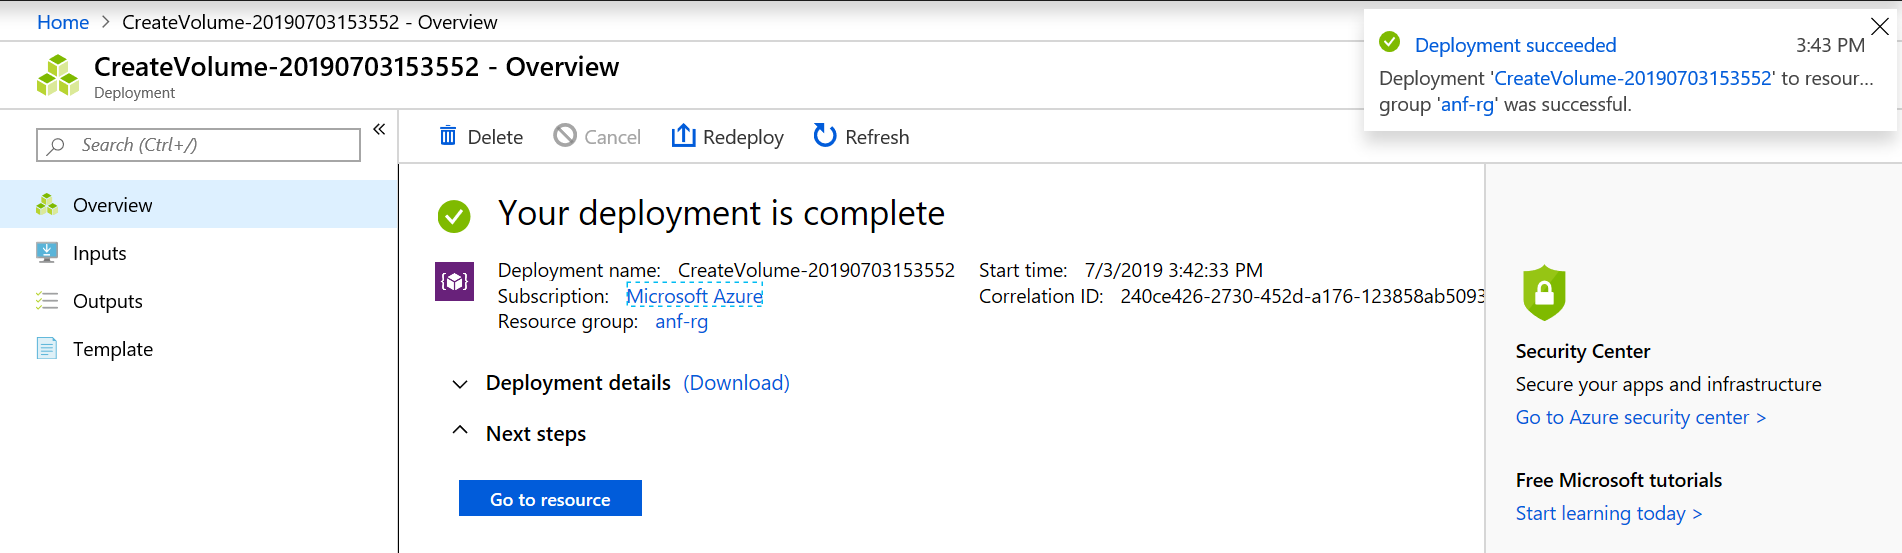 Home > CreateVolume-20190703153552 - Overview
CreateVolume-20190703153552 - Overview
Deployment
Deployment succeeded 3:43 PM
Deployment 'CreateVolume-20190703153552' to resour...
group 'anf-rg' was successful.
Search (Ctrl+/)
«
Overview
Inputs
Outputs
Template
Delete Cancel Redeploy Refresh
Your deployment is complete
Deployment name: CreateVolume-20190703153552
Subscription: Microsoft Azure
Resource group: anf-rg
Start time: 7/3/2019 3:42:33 PM
Correlation ID: 240ce426-2730-452d-a176-123858ab5093
Deployment details (Download)
Next steps
Go to resource
Security Center
Secure your apps and infrastructure
Go to Azure security center >
Free Microsoft tutorials
Start learning today >